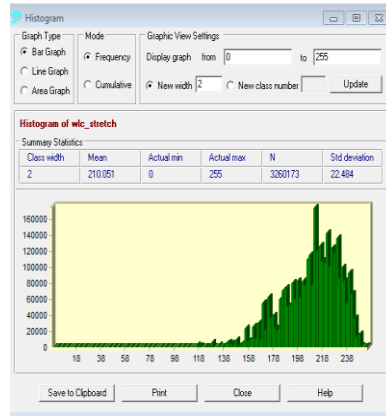 Histogram
Graph Type
Bar Graph
Line Graph
Area Graph
Mode
Frequency
Cumulative
Graphic View Settings
Display graph from 0 to 255
New width 2 New class number Update
Histogram of wlc_stretch
Summary Statistics
Class width Mean Actual min Actual max N Std deviation
2 210.051 0 255 3268173 22.484
160000
140000
120000
100000
80000
60000
40000
20000
0
18 38 58 78 98 118 138 158 178 198 218 238
Save to Clipboard Print Close Help